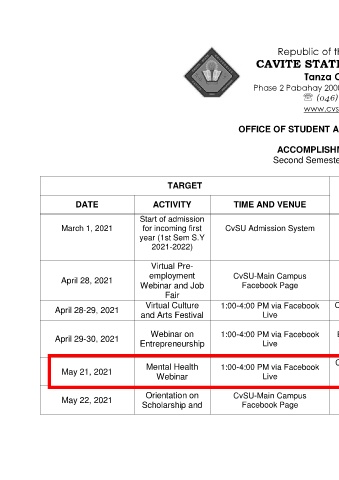 Republic of th
CAVITE STATE
Tanza C
Phase 2 Pabahay 2000
☏ (046)
www.cvs
OFFICE OF STUDENT A
ACCOMPLISHM
Second Semeste
TARGET
DATE ACTIVITY TIME AND VENUE
March 1, 2021
Start of admission
for incoming first
year (1st Sem S.Y
2021-2022)
CvSU Admission System
April 28, 2021
Virtual Pre-
employment
Webinar and Job
Fair
CvSU-Main Campus
Facebook Page
April 28-29, 2021
Virtual Culture
and Arts Festival
1:00-4:00 PM via Facebook
Live
April 29-30, 2021
Webinar on
Entrepreneurship
1:00-4:00 PM via Facebook
Live
May 21, 2021
Mental Health
Webinar
1:00-4:00 PM via Facebook
Live
May 22, 2021
Orientation on
Scholarship and
CvSU-Main Campus
Facebook Page